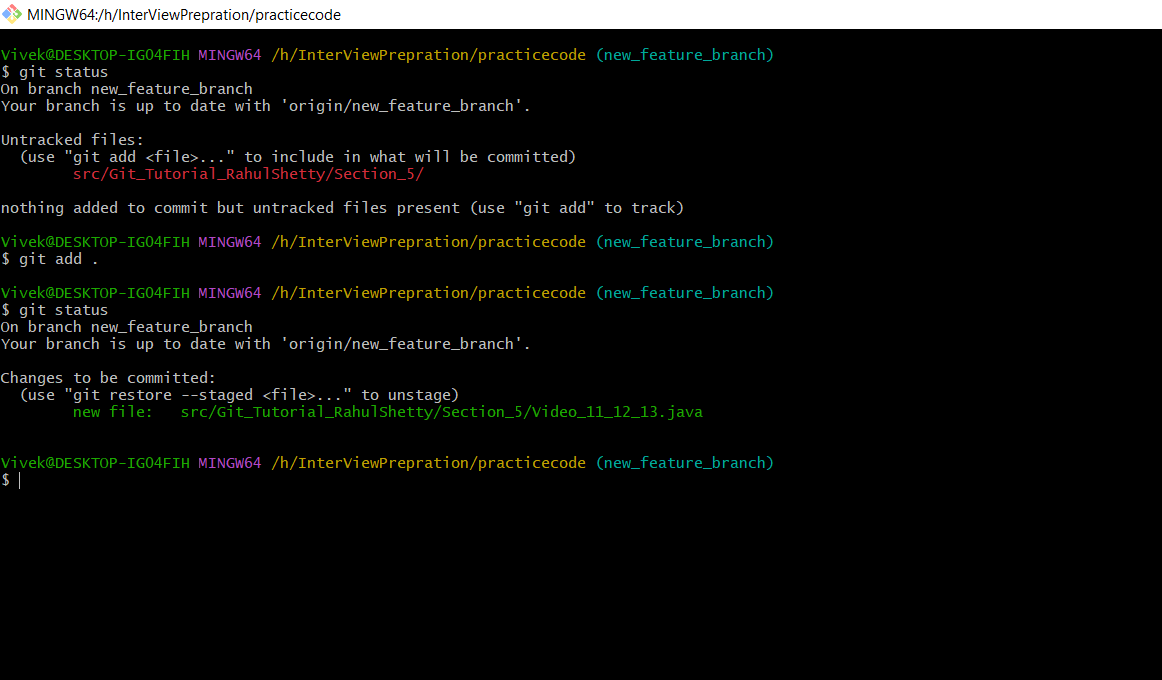 MINGW64:/h/InterViewPrepration/practicecode
Vivek@DESKTOP-IGO4FIH MINGW64 /h/InterViewPrepration/practicecode (new_feature_branch)
$ git status
On branch new_feature_branch
Your branch is up to date with 'origin/new_feature_branch'.
Untracked files:
  (use "git add <file>..." to include in what will be committed)
        src/Git_Tutorial_RahulShetty/Section_5/
nothing added to commit but untracked files present (use "git add" to track)
Vivek@DESKTOP-IGO4FIH MINGW64 /h/InterViewPrepration/practicecode (new_feature_branch)
$ git add .
Vivek@DESKTOP-IGO4FIH MINGW64 /h/InterViewPrepration/practicecode (new_feature_branch)
$ git status
On branch new_feature_branch
Your branch is up to date with 'origin/new_feature_branch'.
Changes to be committed:
  (use "git restore --staged <file>..." to unstage)
        new file:   src/Git_Tutorial_RahulShetty/Section_5/Video_11_12_13.java
Vivek@DESKTOP-IGO4FIH MINGW64 /h/InterViewPrepration/practicecode (new_feature_branch)
$